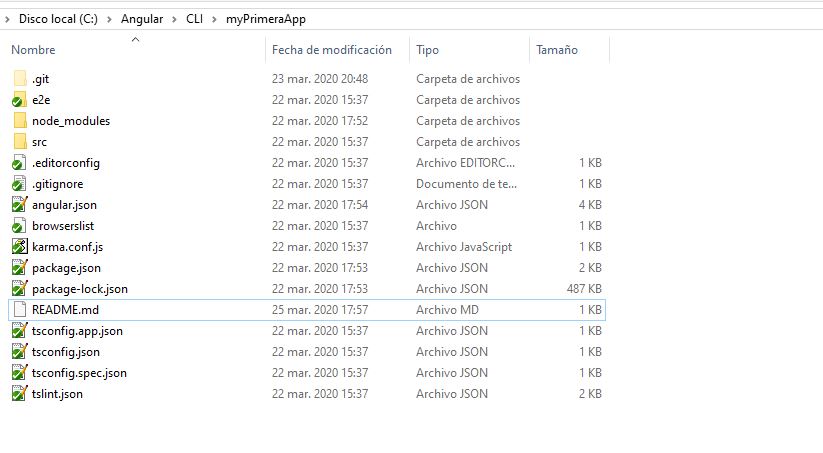 Disco local (C:) > Angular > CLI > myPrimeraApp
Nombre Fecha de modificación Tipo Tamaño
.git 23 mar. 2020 20:48 Carpeta de archivos
e2e 22 mar. 2020 15:37 Carpeta de archivos
node_modules 22 mar. 2020 17:52 Carpeta de archivos
src 22 mar. 2020 15:37 Carpeta de archivos
.editorconfig 22 mar. 2020 15:37 Archivo EDITORC... 1 KB
.gitignore 22 mar. 2020 15:37 Documento de te... 1 KB
angular.json 22 mar. 2020 17:54 Archivo JSON 4 KB
browserslist 22 mar. 2020 15:37 Archivo 1 KB
karma.conf.js 22 mar. 2020 15:37 Archivo JavaScript 1 KB
package.json 22 mar. 2020 17:53 Archivo JSON 2 KB
package-lock.json 22 mar. 2020 17:53 Archivo JSON 487 KB
README.md 25 mar. 2020 17:57 Archivo MD 1 KB
tsconfig.app.json 22 mar. 2020 15:37 Archivo JSON 1 KB
tsconfig.json 22 mar. 2020 15:37 Archivo JSON 1 KB
tsconfig.spec.json 22 mar. 2020 15:37 Archivo JSON 1 KB
tslint.json 22 mar. 2020 15:37 Archivo JSON 2 KB